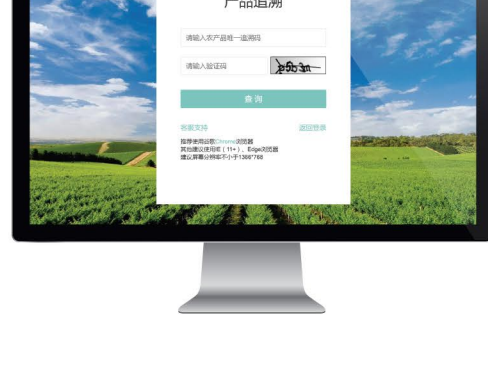 产品追溯
请输入农产品唯一追溯码
请输入验证码
查 询
客服支持 返回登录
推荐使用谷歌Chrome浏览器
其他建议使用IE(11+)、Edge浏览器
建议屏幕分辨率不小于1366*768